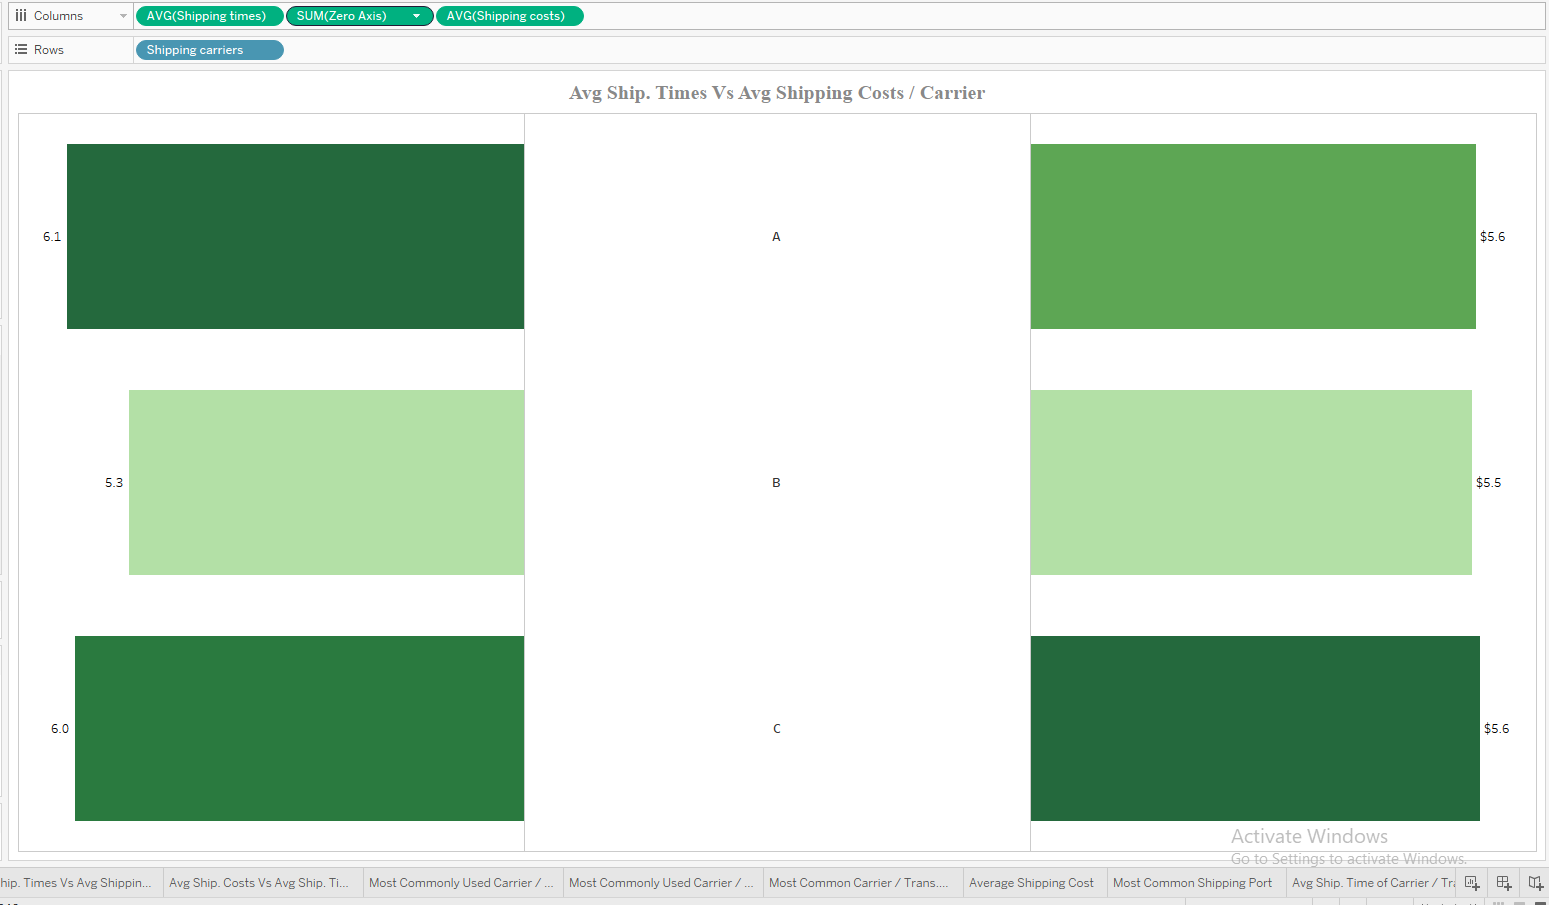 Columns
AVG(Shipping times)
SUM(Zero Axis)
AVG(Shipping costs)
Rows
Shipping carriers
Avg Ship. Times Vs Avg Shipping Costs / Carrier
6.1
A
$5.6
5.3
B
$5.5
6.0
C
$5.6
Activate Windows
Go to Settings to activate Windows.
hip. Times Vs Avg Shippin...
Avg Ship. Costs Vs Avg Ship. Ti...
Most Commonly Used Carrier / ...
Most Commonly Used Carrier / ...
Most Common Carrier / Trans....
Average Shipping Cost
Most Common Shipping Port
Avg Ship. Time of Carrier / Tr